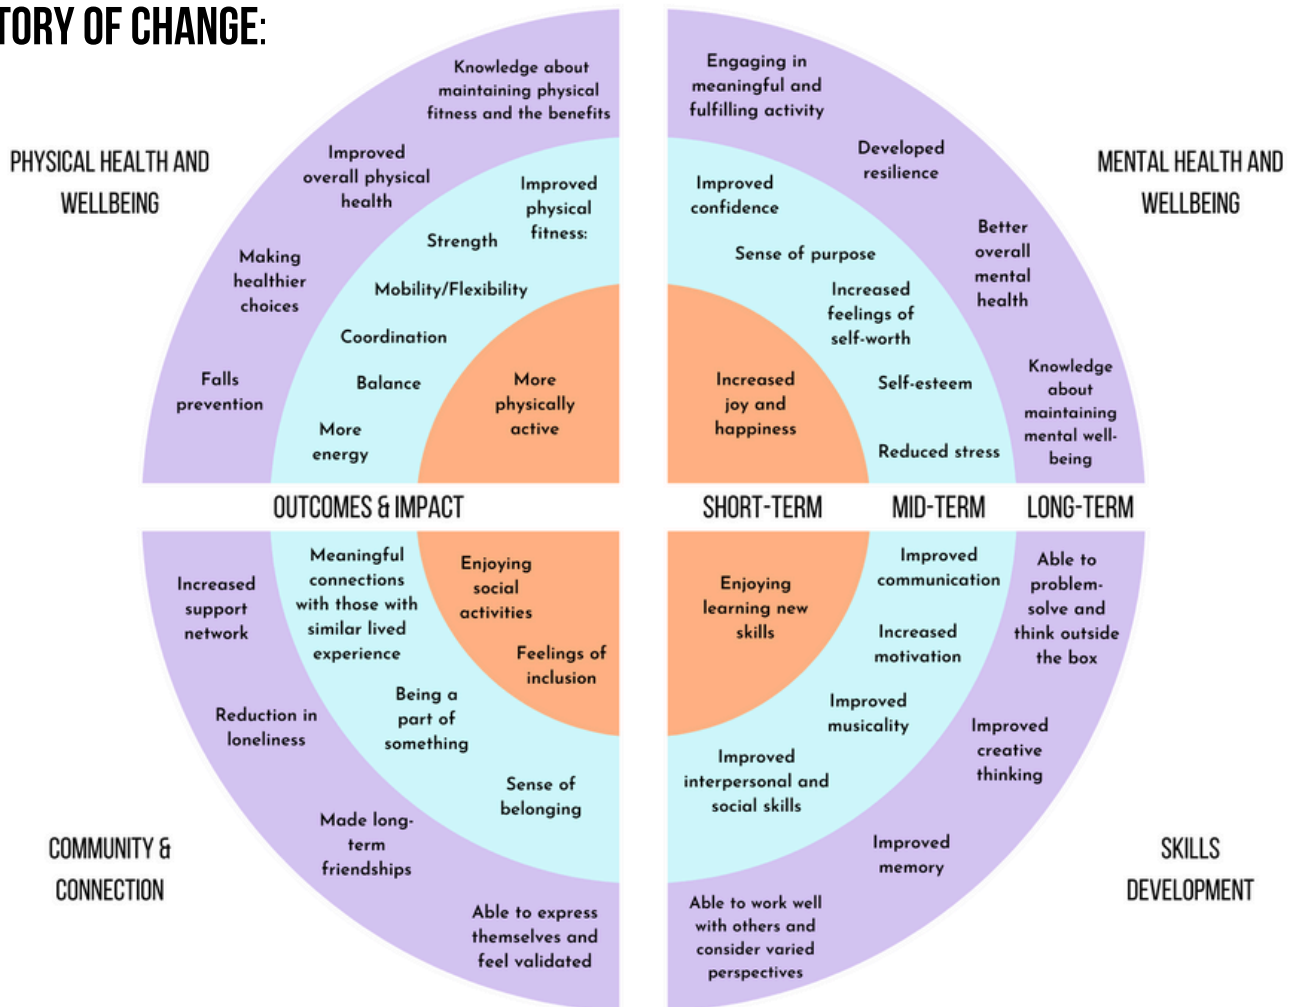 TORY OF CHANGE:
PHYSICAL HEALTH AND
WELLBEING
Knowledge about
maintaining physical
fitness and the benefits
Improved
overall physical
health
Making
healthier
choices
Falls
prevention
Improved
physical
fitness:
Strength
Mobility/Flexibility
Coordination
Balance
More
energy
More
physically
active
MENTAL HEALTH AND
WELLBEING
Engaging in
meaningful and
fulfilling activity
Developed
resilience
Better
overall
mental
health
Knowledge
about
maintaining
mental well-
being
Improved
confidence
Sense of purpose
Increased
feelings of
self-worth
Self-esteem
Reduced stress
Increased
joy and
happiness
OUTCOMES & IMPACT
SHORT-TERM
MID-TERM
LONG-TERM
Increased
support
network
Reduction in
loneliness
Made long-
term
friendships
Able to express
themselves and
feel validated
Meaningful
connections
with those with
similar lived
experience
Being a
part of
something
Sense of
belonging
Enjoying
social
activities
Feelings of
inclusion
COMMUNITY &
CONNECTION
Enjoying
learning new
skills
Improved
communication
Increased
motivation
Improved
musicality
Improved
interpersonal and
social skills
Able to
problem-
solve and
think outside
the box
Improved
creative
thinking
Improved
memory
Able to work well
with others and
consider varied
perspectives
SKILLS
DEVELOPMENT